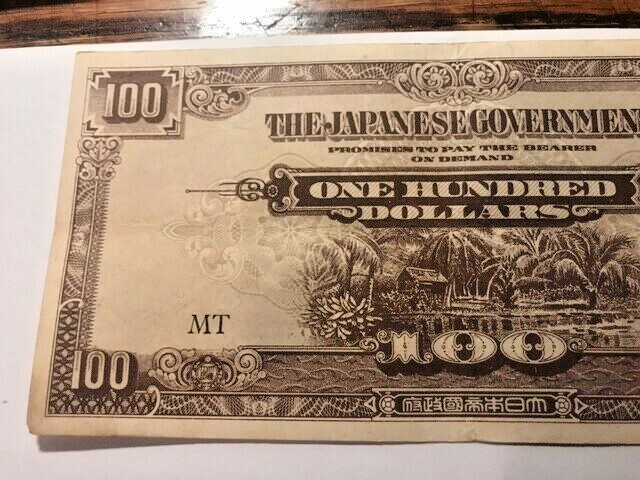 100
THE JAPANESE GOVERNMEN
PROMISES TO PAY THE BEARER
ON DEMAND
ONE HUNDRED
DOLLARS
MT
100
100
大日本帝國政府